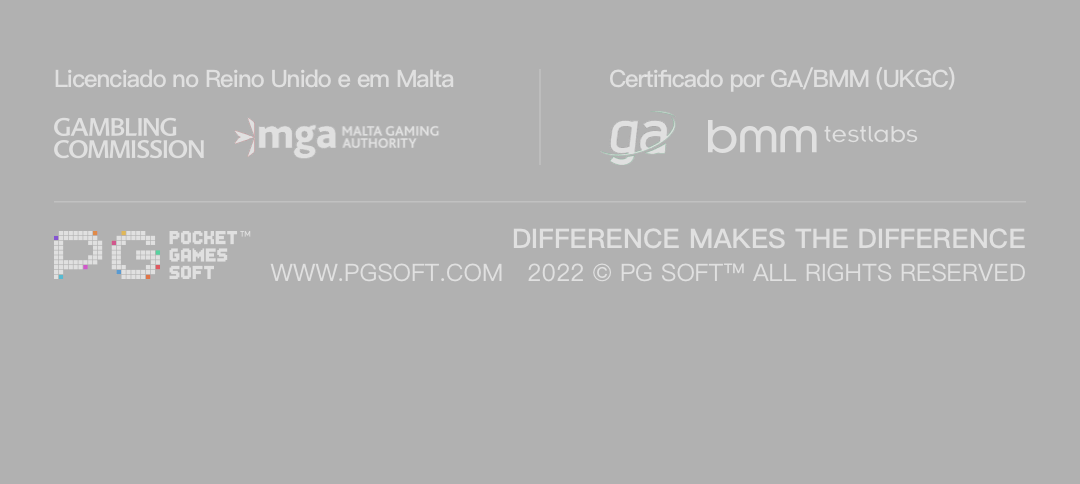 Licenciado no Reino Unido e em Malta
GAMBLING
COMMISSION
mga MALTA GAMING
AUTHORITY
Certificado por GA/BMM (UKGC)
ga bmm testlabs
PG POCKET™
GAMES
SOFT
WWW.PGSOFT.COM
DIFFERENCE MAKES THE DIFFERENCE
2022 © PG SOFT™ ALL RIGHTS RESERVED